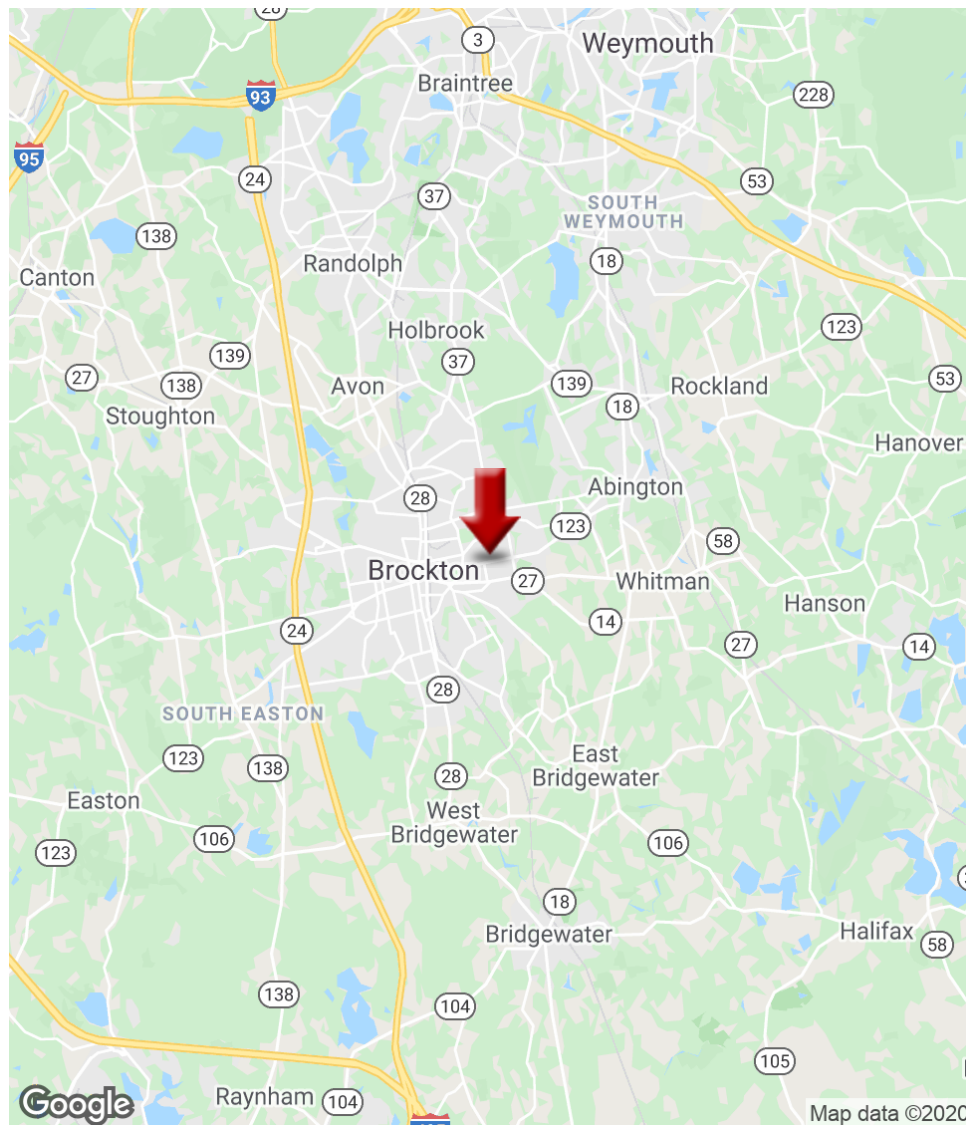 28
3
Weymouth
Braintree
93
228
95
24
53
37
SOUTH
WEYMOUTH
138
18
Randolph
Canton
Holbrook
123
139
37
27
138
Avon
139
18
Rockland
53
Stoughton
Hanover
28
Abington
123
58
Brockton
27
Whitman
Hanson
24
14
27
14
28
SOUTH EASTON
123
138
28
East
Bridgewater
Easton
West
Bridgewater
106
106
123
18
Bridgewater
Halifax
58
138
104
105
Raynham
104
Google
Map data ©2020